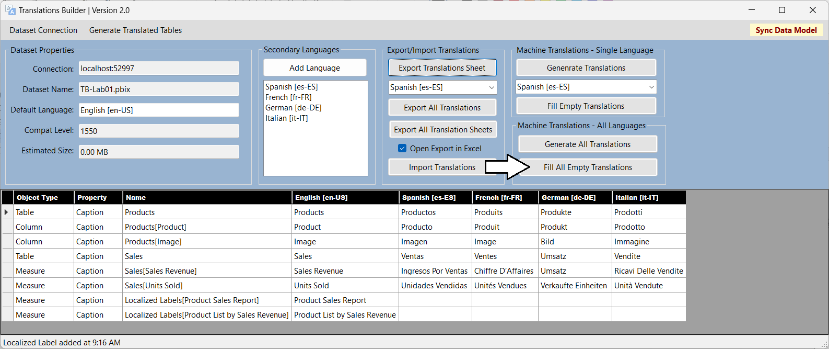 Translations Builder | Version 2.0
Dataset Connection Generate Translated Tables Sync Data Model
Dataset Properties
Connection: localhost:52997
Dataset Name: TB-Lab01.pbix
Default Language: English [en-US]
Compat Level: 1550
Estimated Size: 0.00 MB
Secondary Languages
Add Language
Spanish [es-ES]
French [fr-FR]
German [de-DE]
Italian [it-IT]
Export/Import Translations
Export Translations Sheet
Spanish [es-ES]
Export All Translations
Export All Translation Sheets
Open Export in Excel
Import Translations
Machine Translations - Single Language
Genenrate Translations
Spanish [es-ES]
Fill Empty Translations
Machine Translations - All Languages
Generate All Translations
Fill All Empty Translations
Object Type Property Name English [en-US] Spanish [es-ES] French [fr-FR] German [de-DE] Italian [it-IT]
Table Caption Products Products Productos Produits Produkte Prodotti
Column Caption Products[Product] Product Producto Produit Produkt Prodotto
Column Caption Products[Image] Image Imagen Image Bild Immagine
Table Caption Sales Sales Ventas Ventes Umsatz Vendite
Measure Caption Sales[Sales Revenue] Sales Revenue Ingresos Por Ventas Chiffre D'Affaires Umsatz Ricavi Delle Vendite
Measure Caption Sales[Units Sold] Units Sold Unidades Vendidas Unités Vendues Verkaufte Einheiten Unità Vendute
Measure Caption Localized Labels[Product Sales Report] Product Sales Report
Measure Caption Localized Labels[Product List by Sales Revenue] Product List by Sales Revenue
Localized Label added at 9:16 AM